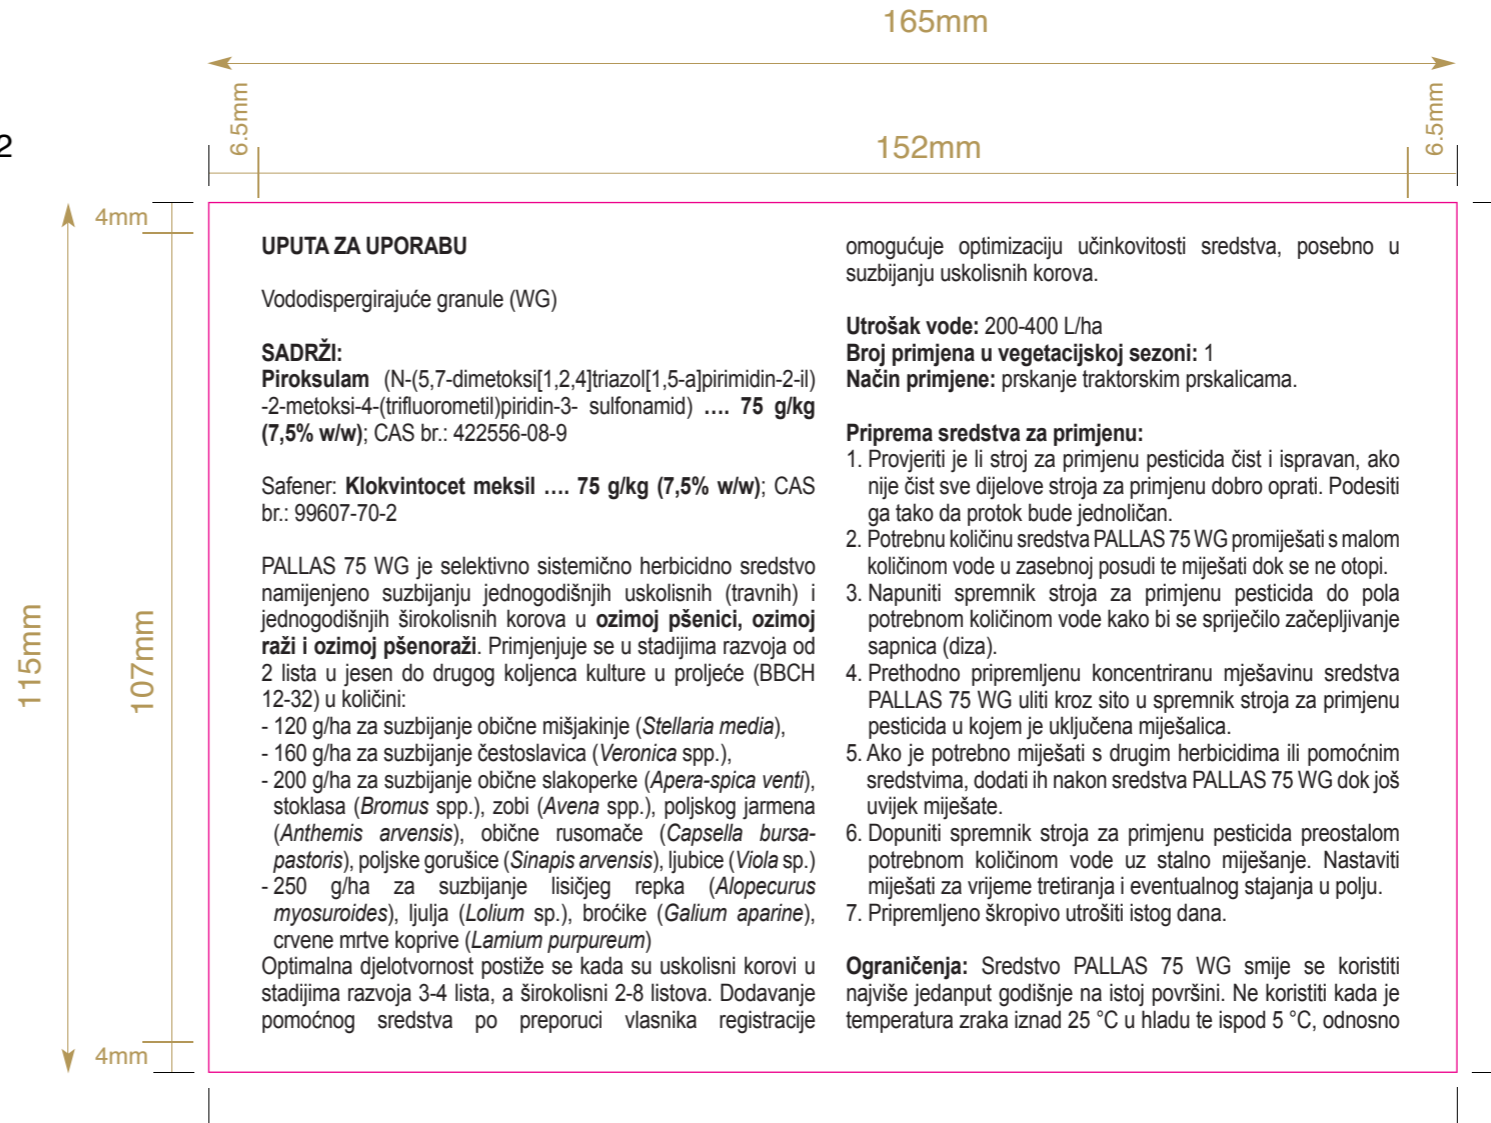 165mm
6.5mm
152mm
6.5mm
2
4mm
115mm
107mm
4mm
UPUTA ZA UPORABU
Vododispergirajuće granule (WG)
SADRŽI:
Piroksulam (N-(5,7-dimetoksi[1,2,4]triazol[1,5-a]pirimidin-2-il)
-2-metoksi-4-(trifluorometil)piridin-3- sulfonamid) .... 75 g/kg
(7,5% w/w); CAS br.: 422556-08-9
Safener: Klokvintocet meksil .... 75 g/kg (7,5% w/w); CAS
br.: 99607-70-2
PALLAS 75 WG je selektivno sistemično herbicidno sredstvo
namijenjeno suzbijanju jednogodišnjih uskolisnih (travnih) i
jednogodišnjih širokolisnih korova u ozimoj pšenici, ozimoj
raži i ozimoj pšenoraži. Primjenjuje se u stadijima razvoja od
2 lista u jesen do drugog koljenca kulture u proljeće (BBCH
12-32) u količini:
- 120 g/ha za suzbijanje obične mišjakinje (Stellaria media),
- 160 g/ha za suzbijanje čestoslavica (Veronica spp.),
- 200 g/ha za suzbijanje obične slakoperke (Apera-spica venti),
stoklasa (Bromus spp.), zobi (Avena spp.), poljskog jarmena
(Anthemis arvensis), obične rusomače (Capsella bursa-
pastoris), poljske gorušice (Sinapis arvensis), ljubice (Viola sp.)
- 250 g/ha za suzbijanje lisičjeg repka (Alopecurus
myosuroides), ljulja (Lolium sp.), broćike (Galium aparine),
crvene mrtve koprive (Lamium purpureum)
Optimalna djelotvornost postiže se kada su uskolisni korovi u
stadijima razvoja 3-4 lista, a širokolisni 2-8 listova. Dodavanje
pomoćnog sredstva po preporuci vlasnika registracije
omogućuje optimizaciju učinkovitosti sredstva, posebno u
suzbijanju uskolisnih korova.
Utrošak vode: 200-400 L/ha
Broj primjena u vegetacijskoj sezoni: 1
Način primjene: prskanje traktorskim prskalicama.
Priprema sredstva za primjenu:
1. Provjeriti je li stroj za primjenu pesticida čist i ispravan, ako
nije čist sve dijelove stroja za primjenu dobro oprati. Podesiti
ga tako da protok bude jednoličan.
2. Potrebnu količinu sredstva PALLAS 75 WG promiješati s malom
količinom vode u zasebnoj posudi te miješati dok se ne otopi.
3. Napuniti spremnik stroja za primjenu pesticida do pola
potrebnom količinom vode kako bi se spriječilo začepljivanje
sapnica (diza).
4. Prethodno pripremljenu koncentriranu mješavinu sredstva
PALLAS 75 WG uliti kroz sito u spremnik stroja za primjenu
pesticida u kojem je uključena miješalica.
5. Ako je potrebno miješati s drugim herbicidima ili pomoćnim
sredstvima, dodati ih nakon sredstva PALLAS 75 WG dok još
uvijek miješate.
6. Dopuniti spremnik stroja za primjenu pesticida preostalom
potrebnom količinom vode uz stalno miješanje. Nastaviti
miješati za vrijeme tretiranja i eventualnog stajanja u polju.
7. Pripremljeno škropivo utrošiti istog dana.
Ograničenja: Sredstvo PALLAS 75 WG smije se koristiti
najviše jedanput godišnje na istoj površini. Ne koristiti kada je
temperatura zraka iznad 25 °C u hladu te ispod 5 °C, odnosno